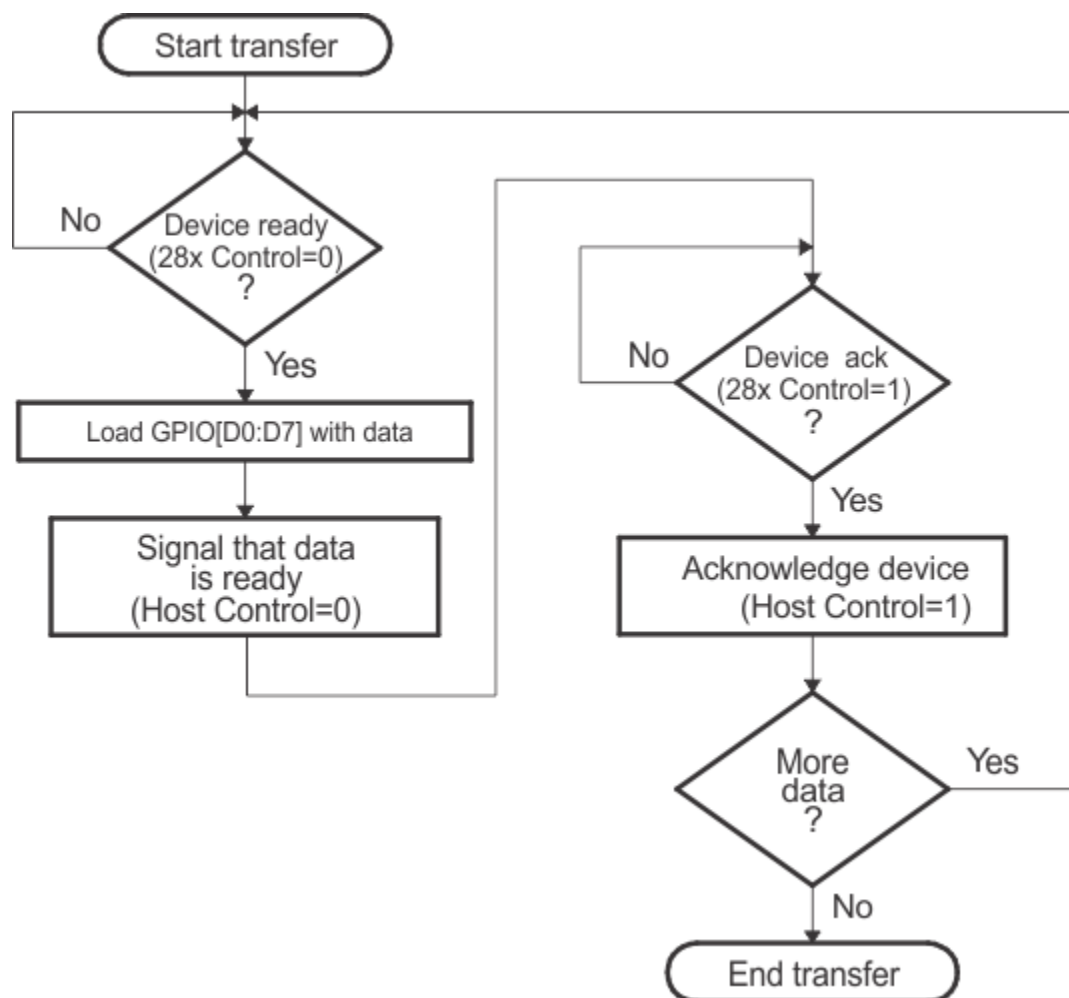 Start transfer
No
Device ready
(28x Control=0)
?
Yes
Load GPIO[D0:D7] with data
Signal that data
is ready
(Host Control=0)
No
Device ack
(28x Control=1)
?
Yes
Acknowledge device
(Host Control=1)
More
data
?
Yes
No
End transfer